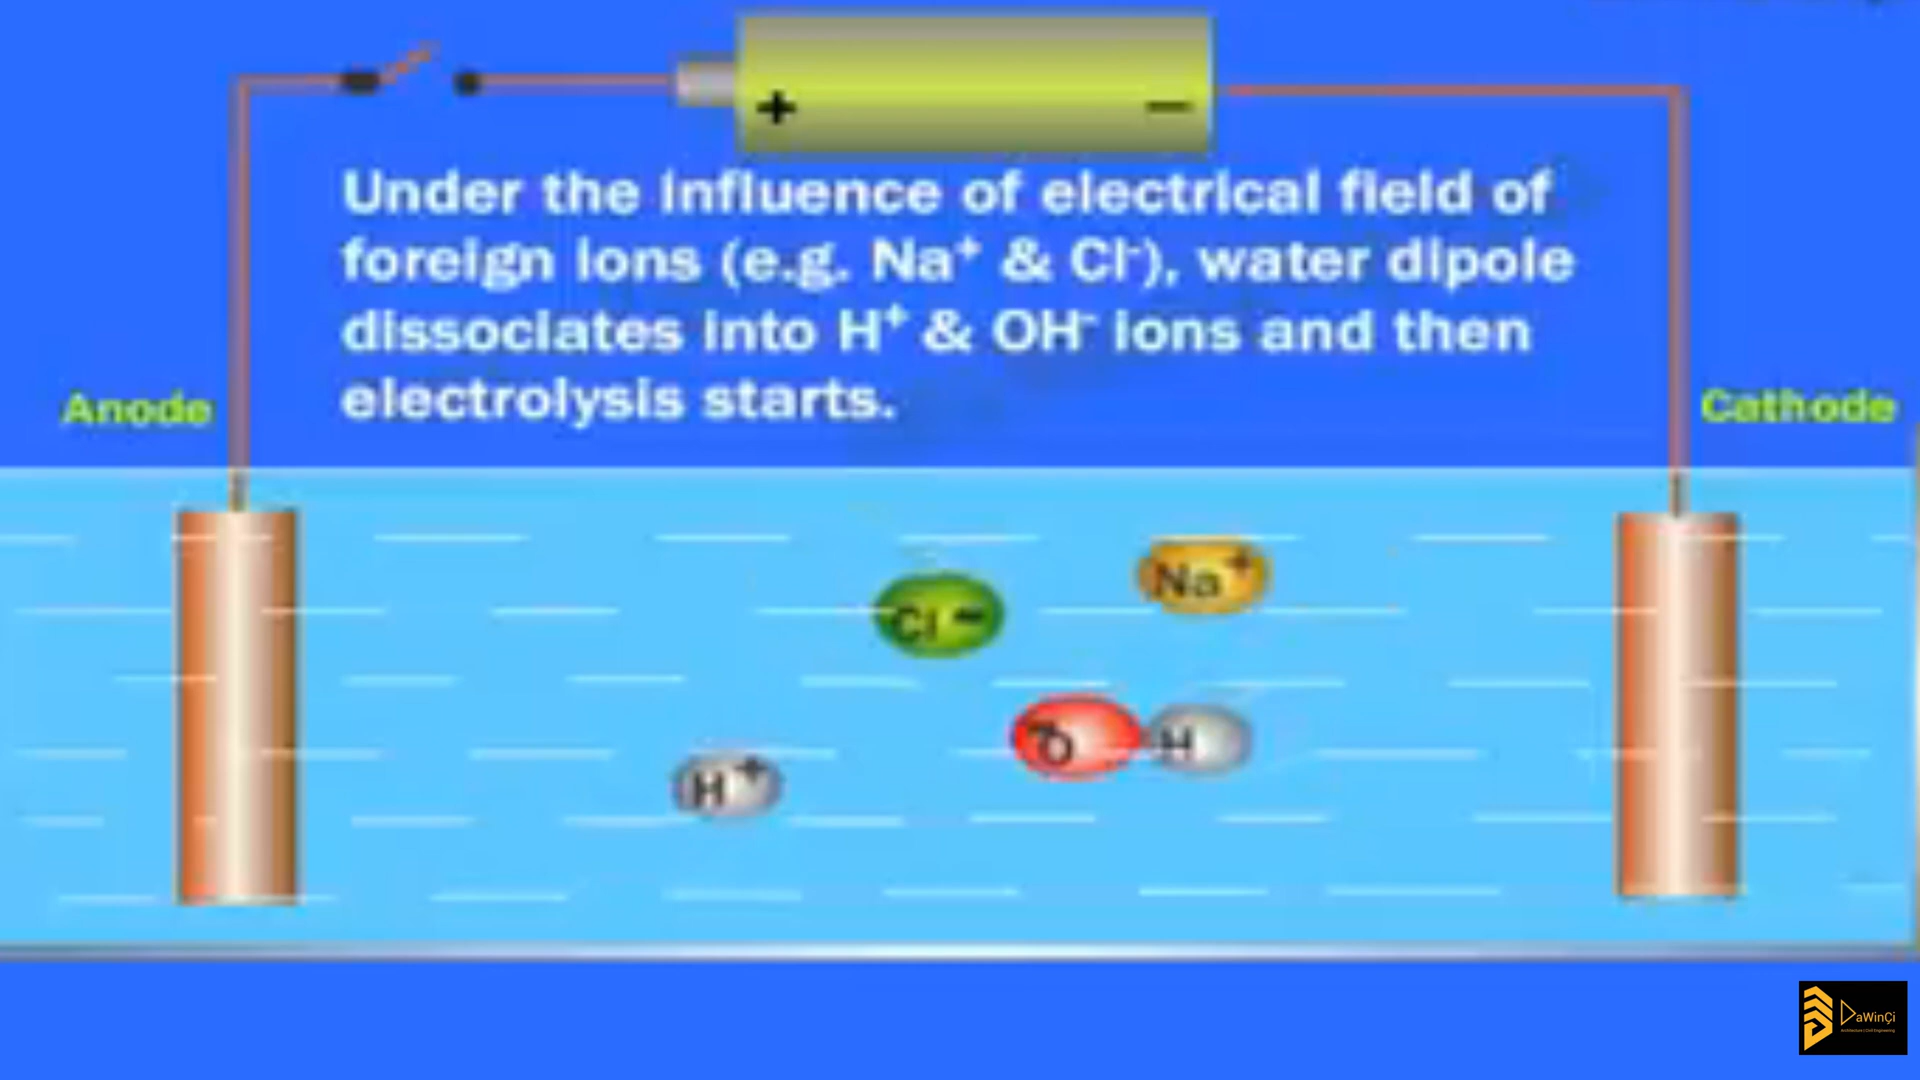 + −
Under the influence of electrical field of
foreign ions (e.g. Na⁺ & Cl⁻), water dipole
dissociates into H⁺ & OH⁻ ions and then
electrolysis starts.
Anode
Cathode
Na⁺
Cl⁻
O⁻ H
H⁺
DaWinÇi